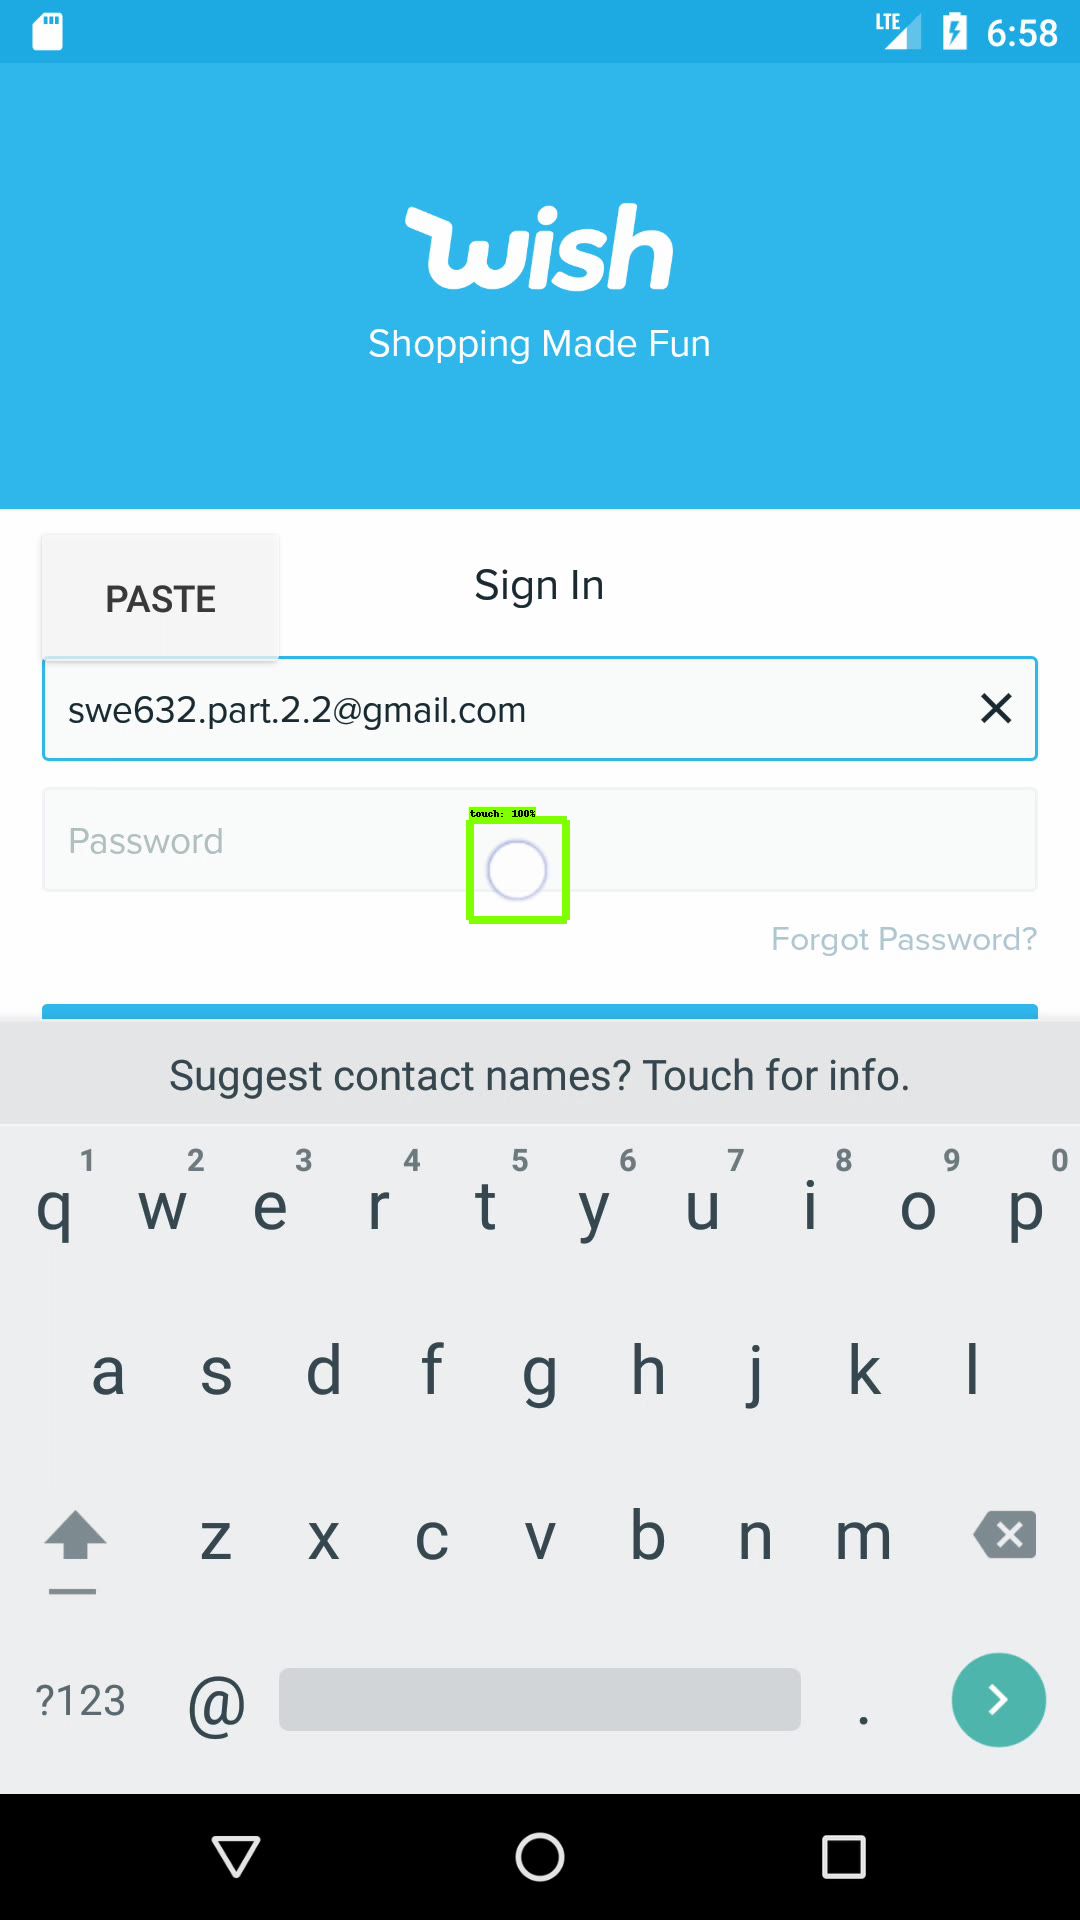 LTE 6:58
wish
Shopping Made Fun
PASTE
Sign In
swe632.part.2.2@gmail.com
touch: 100%
Password
Forgot Password?
Suggest contact names? Touch for info.
1 2 3 4 5 6 7 8 9 0
q w e r t y u i o p
a s d f g h j k l
z x c v b n m
?123 @ .